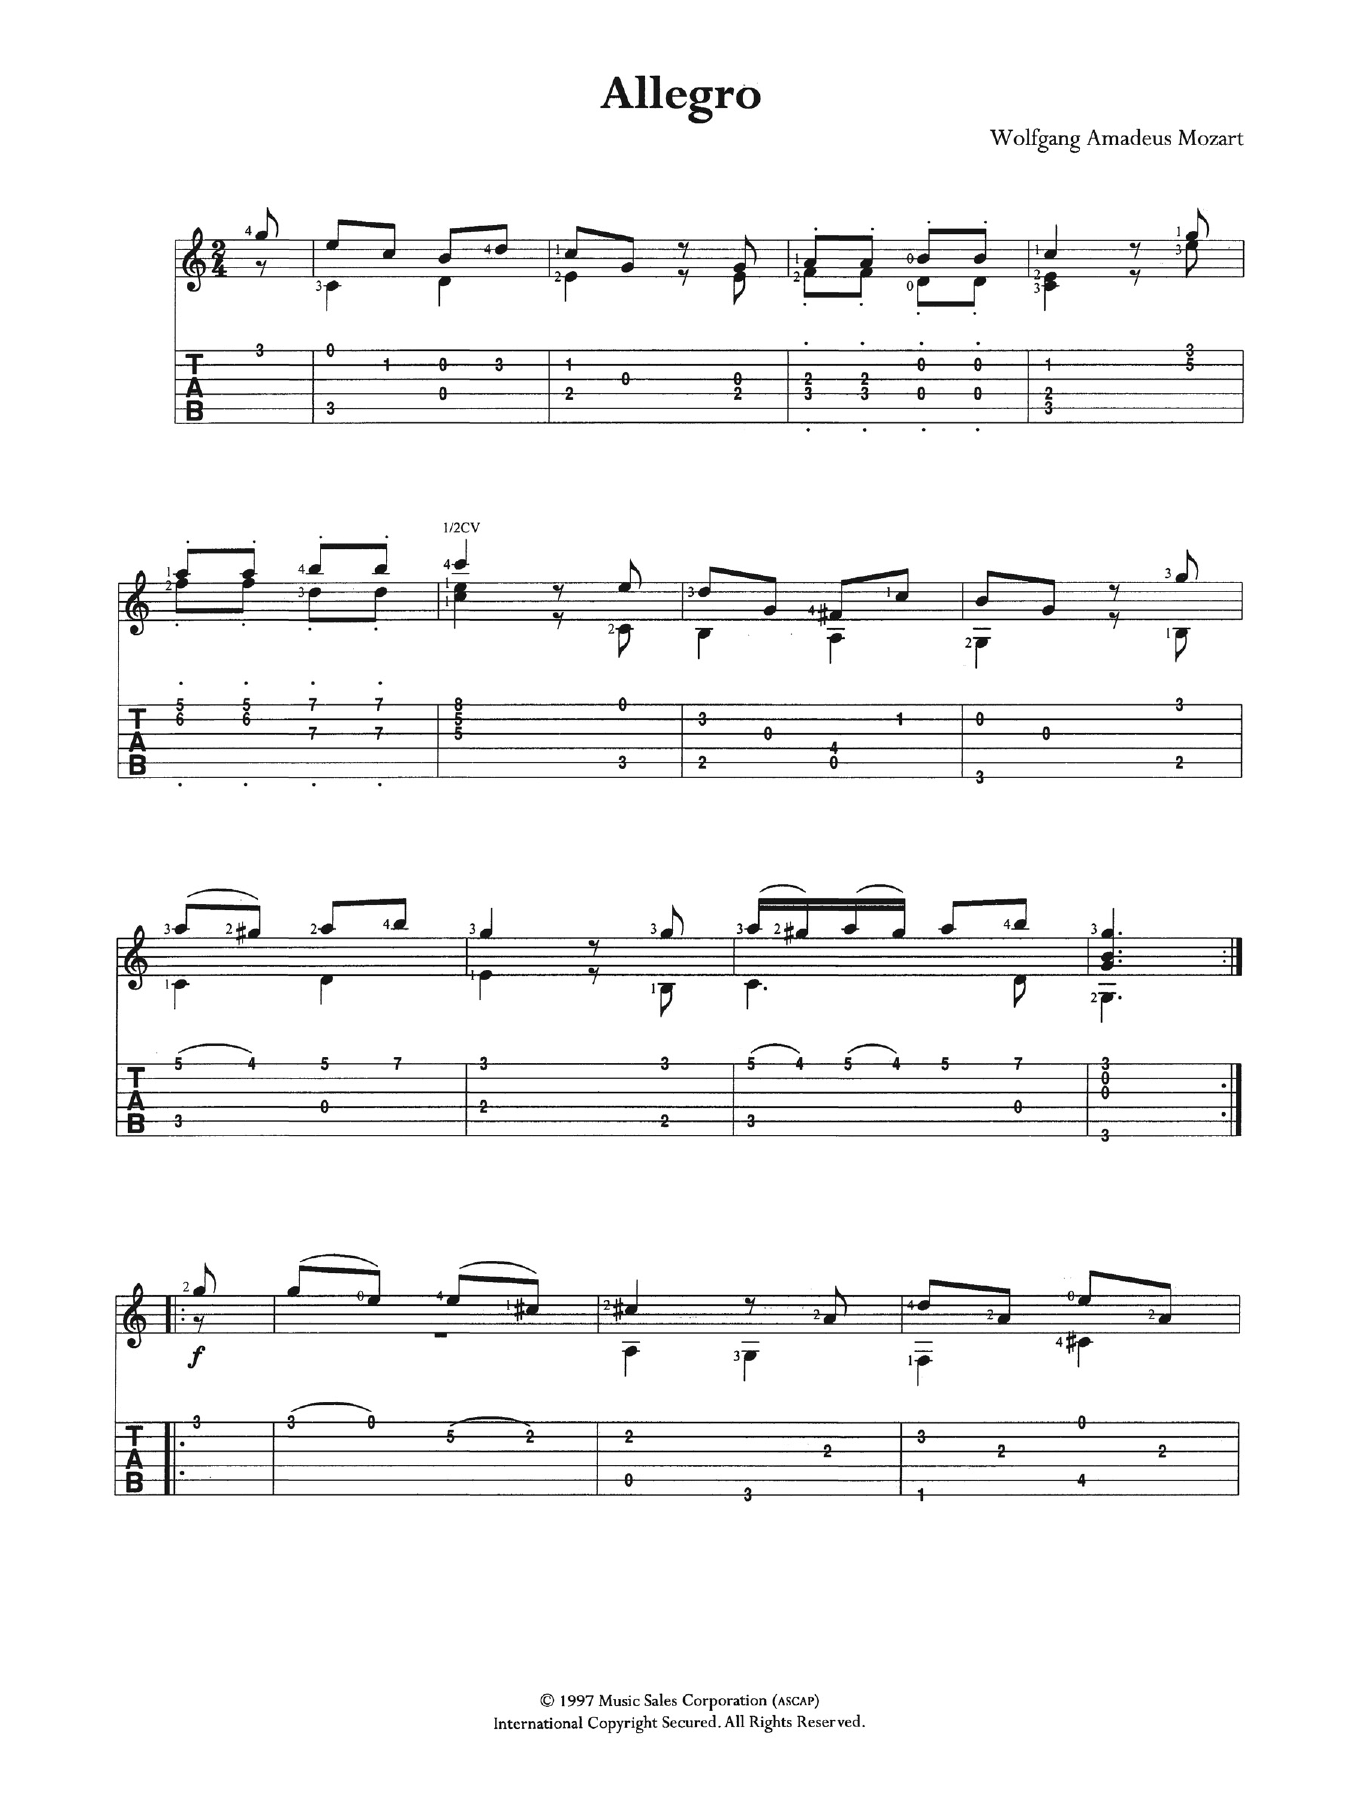 Allegro
Wolfgang Amadeus Mozart
1/2CV
f
© 1997 Music Sales Corporation (ASCAP)
International Copyright Secured. All Rights Reserved.